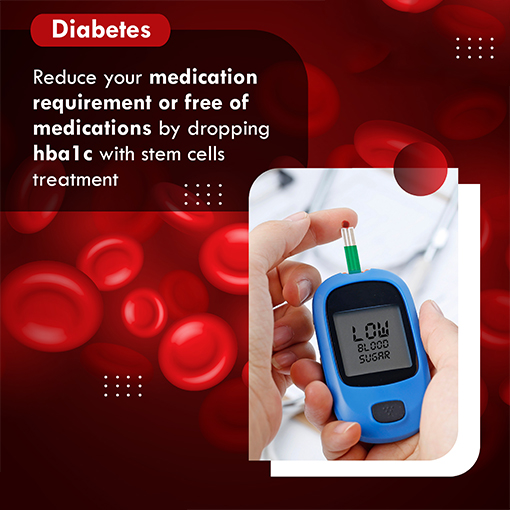 Diabetes
Reduce your medication
requirement or free of
medications by dropping
hba1c with stem cells
treatment
LOW
BLOOD
SUGAR